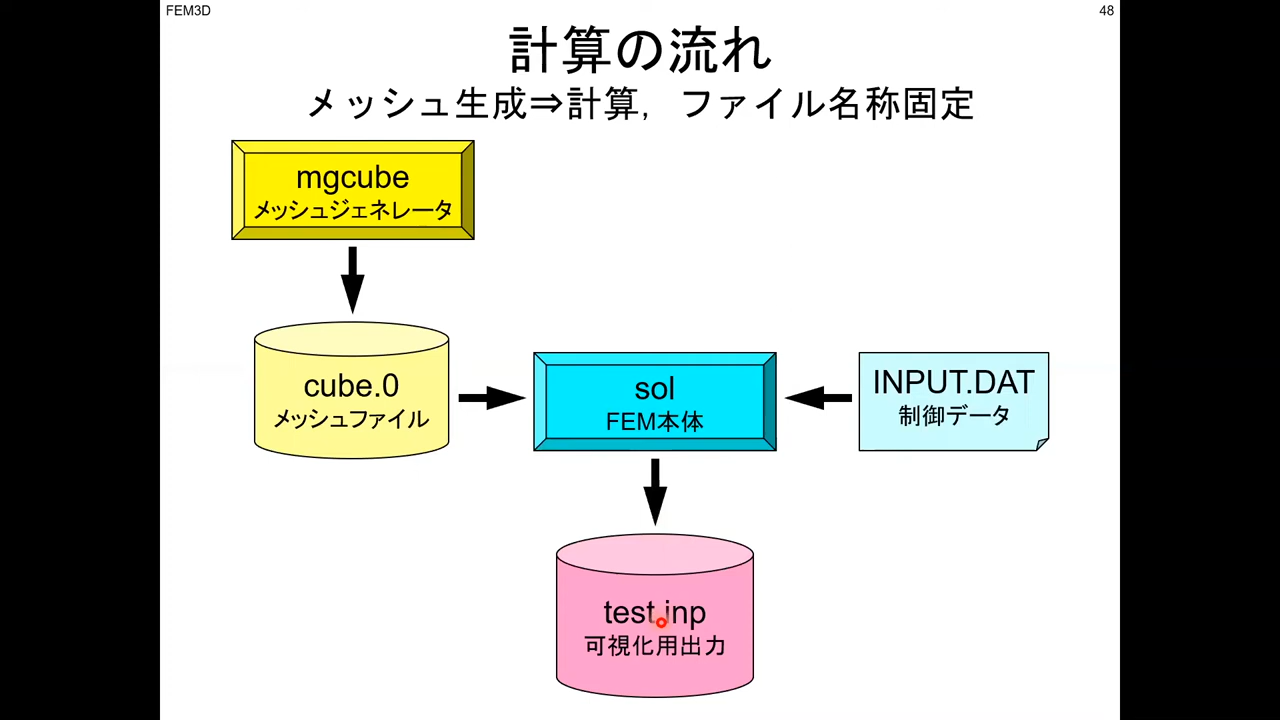 FEM3D
48
計算の流れ
メッシュ生成⇒計算，ファイル名称固定
mgcube
メッシュジェネレータ
cube.0
メッシュファイル
sol
FEM本体
INPUT.DAT
制御データ
test.inp
可視化用出力